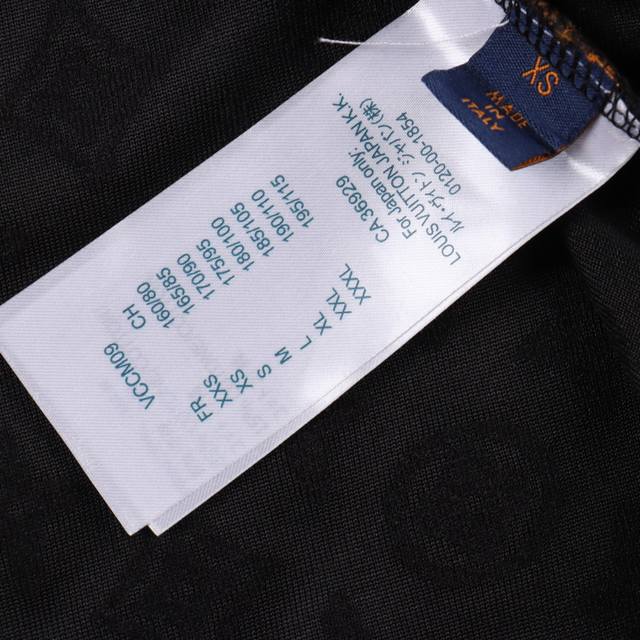 XS
MADE
IN
ITALY
VCCM09
FR CH
XXS 160/80
XS 165/85
S 170/90
M 175/95
L 180/100
XL 185/105
XXL 190/110
XXXL 195/115
CA 36929
For Japan only.
LOUIS VUITTON JAPAN K.K.
ルイ・ヴィトン ジャパン(株)
0120-00-1854